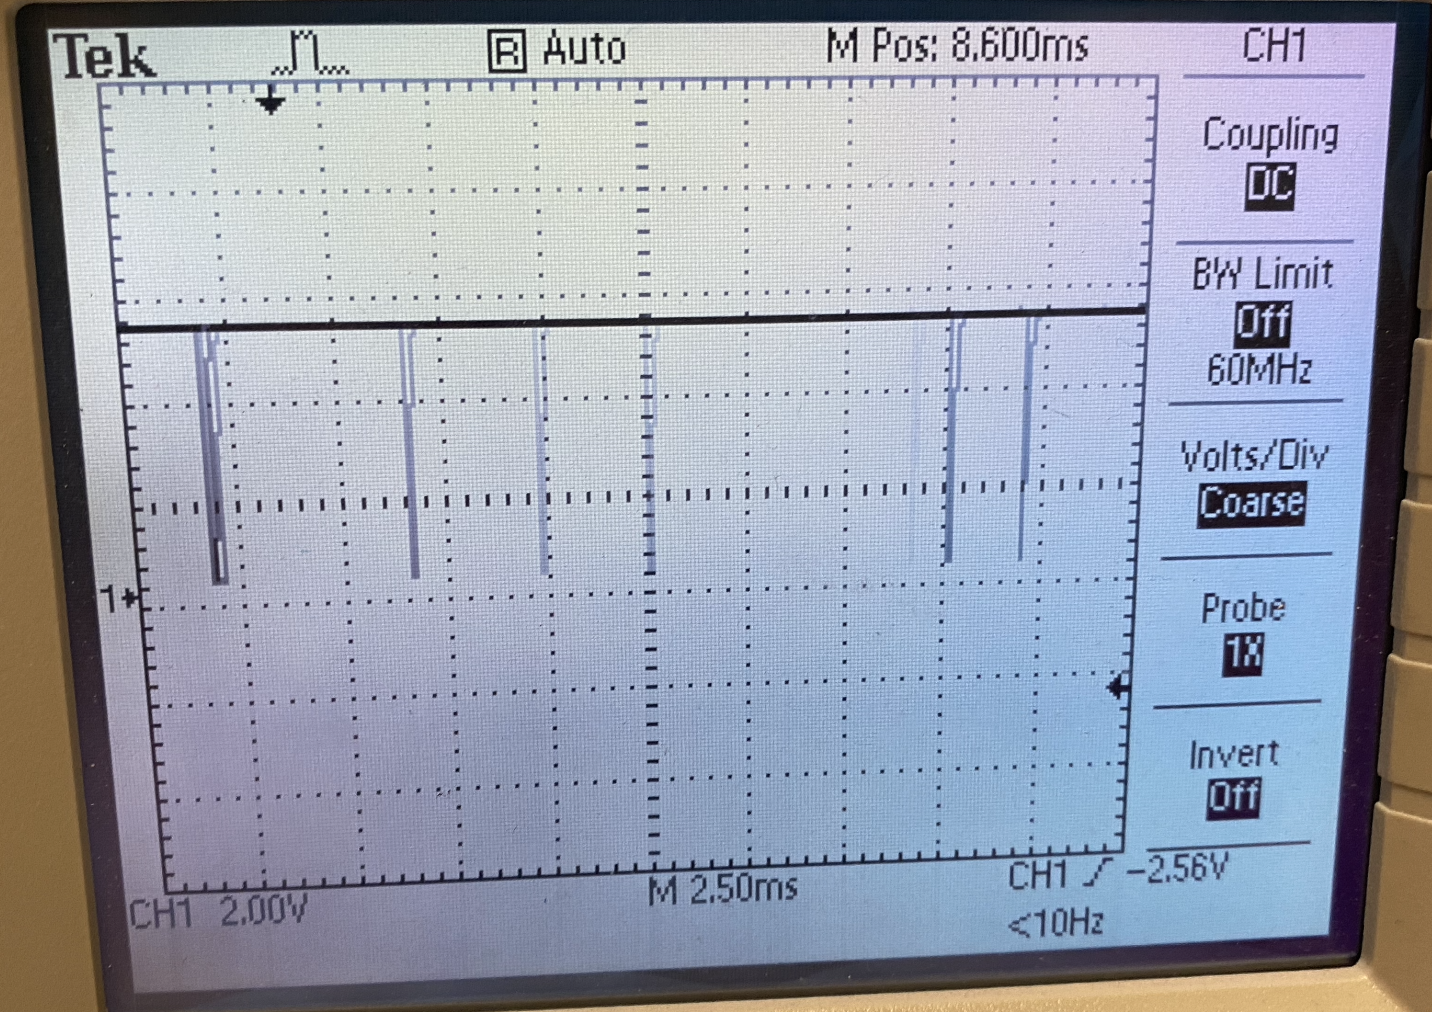 Tek R Auto M Pos: 8.600ms CH1
Coupling
DC
BW Limit
Off
60MHz
Volts/Div
Coarse
1
Probe
1X
Invert
Off
CH1 2.00V M 2.50ms CH1 -2.56V
<10Hz